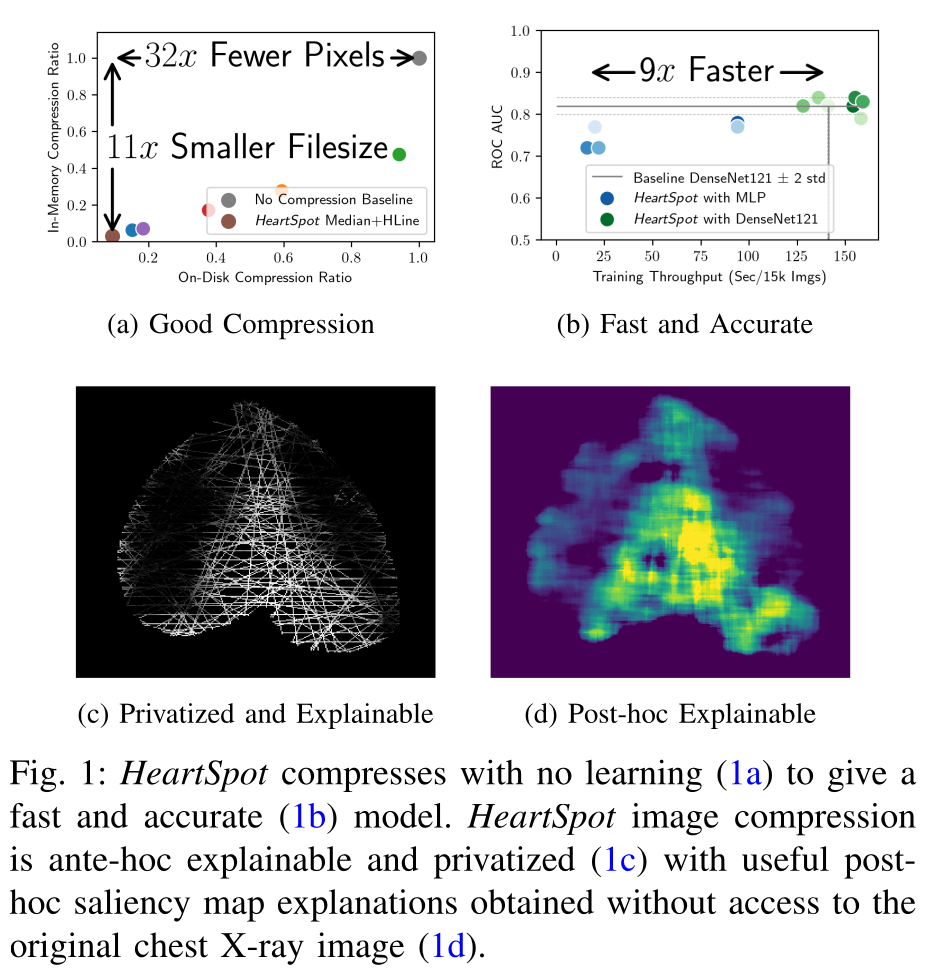 32x Fewer Pixels
11x Smaller Filesize
In-Memory Compression Ratio
1.0
0.8
0.6
0.4
0.2
0.0
No Compression Baseline
HeartSpot Median+HLine
0.2 0.4 0.6 0.8 1.0
On-Disk Compression Ratio
(a) Good Compression
9x Faster
ROC AUC
1.0
0.9
0.8
0.7
0.6
0.5
Baseline DenseNet121 ± 2 std
HeartSpot with MLP
HeartSpot with DenseNet121
0 25 50 75 100 125 150
Training Throughput (Sec/15k Imgs)
(b) Fast and Accurate
(c) Privatized and Explainable
(d) Post-hoc Explainable
Fig. 1: HeartSpot compresses with no learning (1a) to give a
fast and accurate (1b) model. HeartSpot image compression
is ante-hoc explainable and privatized (1c) with useful post-
hoc saliency map explanations obtained without access to the
original chest X-ray image (1d).